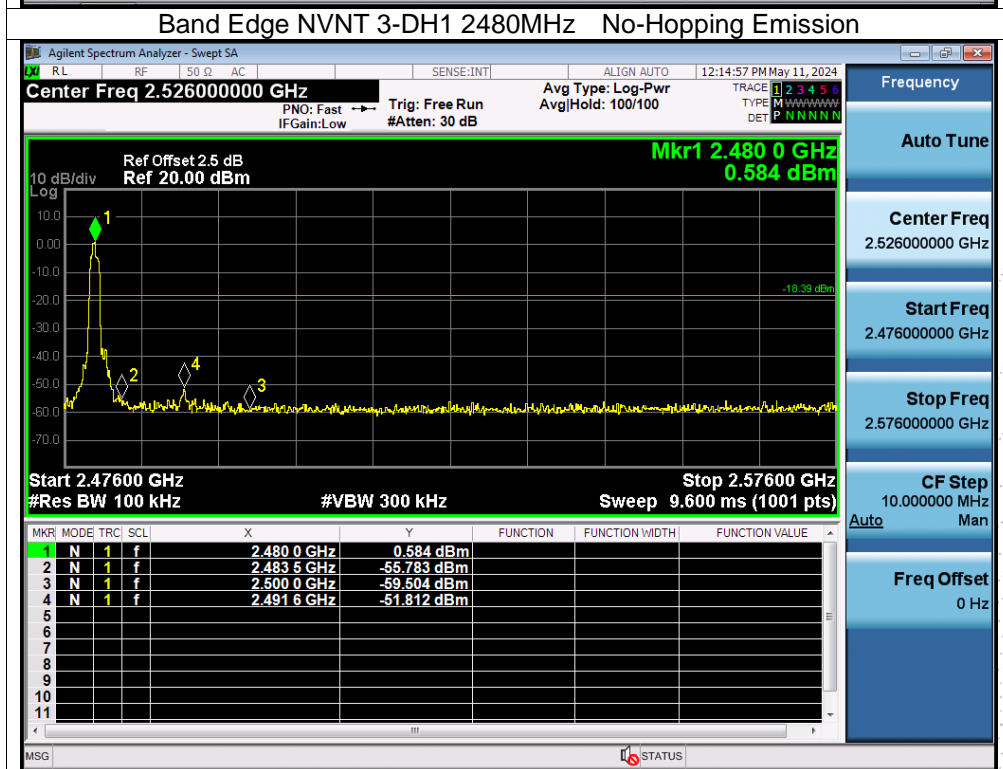 Band Edge NVNT 3-DH1 2480MHz No-Hopping Emission
Agilent Spectrum Analyzer - Swept SA
LXI RL RF 50 Ω AC SENSE:INT ALIGN AUTO 12:14:57 PM May 11, 2024
Center Freq 2.526000000 GHz
PNO: Fast
IFGain:Low
Trig: Free Run
#Atten: 30 dB
Avg Type: Log-Pwr
Avg|Hold: 100/100
TRACE 1 2 3 4 5 6
TYPE M WWWWW
DET P N N N N N
Frequency
Auto Tune
Center Freq
2.526000000 GHz
Start Freq
2.476000000 GHz
Stop Freq
2.576000000 GHz
CF Step
10.000000 MHz
Auto Man
Freq Offset
0 Hz
Mkr1 2.480 0 GHz
0.584 dBm
Ref Offset 2.5 dB
10 dB/div Ref 20.00 dBm
Log
10.0
0.00
-10.0
-20.0
-30.0
-40.0
-50.0
-60.0
-70.0
1
2
4
3
-18.39 dBm
Start 2.47600 GHz Stop 2.57600 GHz
#Res BW 100 kHz #VBW 300 kHz Sweep 9.600 ms (1001 pts)
MKR MODE TRC SCL X Y FUNCTION FUNCTION WIDTH FUNCTION VALUE
1 N 1 f 2.480 0 GHz 0.584 dBm
2 N 1 f 2.483 5 GHz -55.783 dBm
3 N 1 f 2.500 0 GHz -59.504 dBm
4 N 1 f 2.491 6 GHz -51.812 dBm
5
6
7
8
9
10
11
MSG STATUS